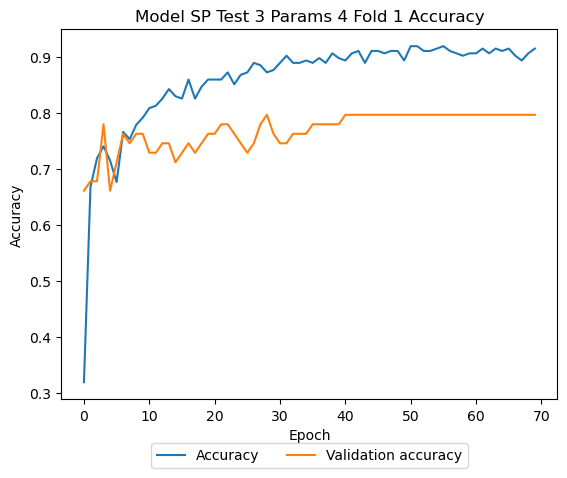 Model SP Test 3 Params 4 Fold 1 Accuracy
Accuracy
0.9
0.8
0.7
0.6
0.5
0.4
0.3
0 10 20 30 40 50 60 70
Epoch
Accuracy Validation accuracy